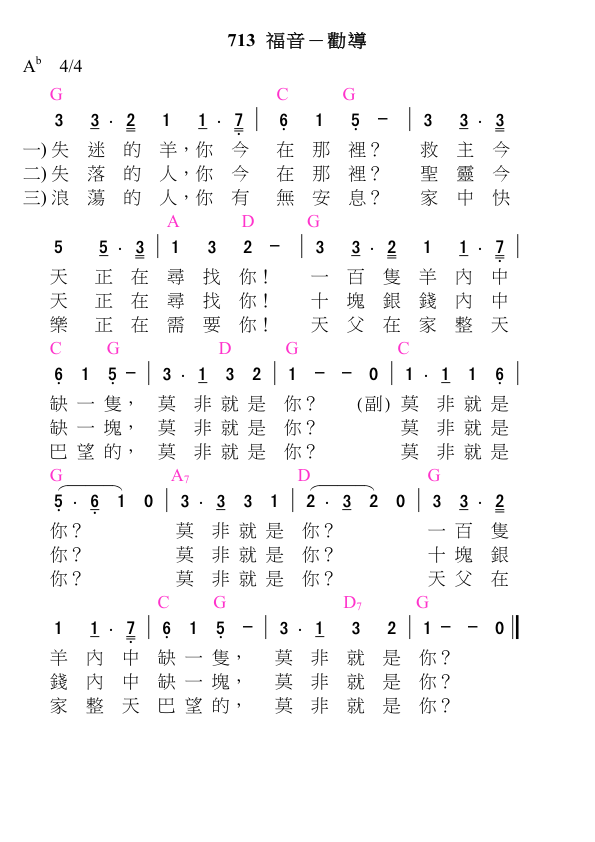 713 福音－勸導
A♭ 4/4
G C G
3 3 · 2 1 1 · 7 | 6 1 5 － | 3 3 · 3
一) 失 迷 的 羊，你 今 在 那 裡？ 救 主 今
二) 失 落 的 人，你 今 在 那 裡？ 聖 靈 今
三) 浪 蕩 的 人，你 有 無 安 息？ 家 中 快
A D G
5 5 · 3 | 1 3 2 － | 3 3 · 2 1 1 · 7 |
天 正 在 尋 找 你！ 一 百 隻 羊 內 中
天 正 在 尋 找 你！ 十 塊 銀 錢 內 中
樂 正 在 需 要 你！ 天 父 在 家 整 天
C G D G C
6 1 5 － | 3 · 1 3 2 | 1 － － 0 | 1 · 1 1 6 |
缺 一 隻， 莫 非 就 是 你？ (副) 莫 非 就 是
缺 一 塊， 莫 非 就 是 你？ 莫 非 就 是
巴 望 的， 莫 非 就 是 你？ 莫 非 就 是
G A7 D G
5 · 6 1 0 | 3 · 3 3 1 | 2 · 3 2 0 | 3 3 · 2
你？ 莫 非 就 是 你？ 一 百 隻
你？ 莫 非 就 是 你？ 十 塊 銀
你？ 莫 非 就 是 你？ 天 父 在
C G D7 G
1 1 · 7 | 6 1 5 － | 3 · 1 3 2 | 1 － － 0 ‖
羊 內 中 缺 一 隻， 莫 非 就 是 你？
錢 內 中 缺 一 塊， 莫 非 就 是 你？
家 整 天 巴 望 的， 莫 非 就 是 你？